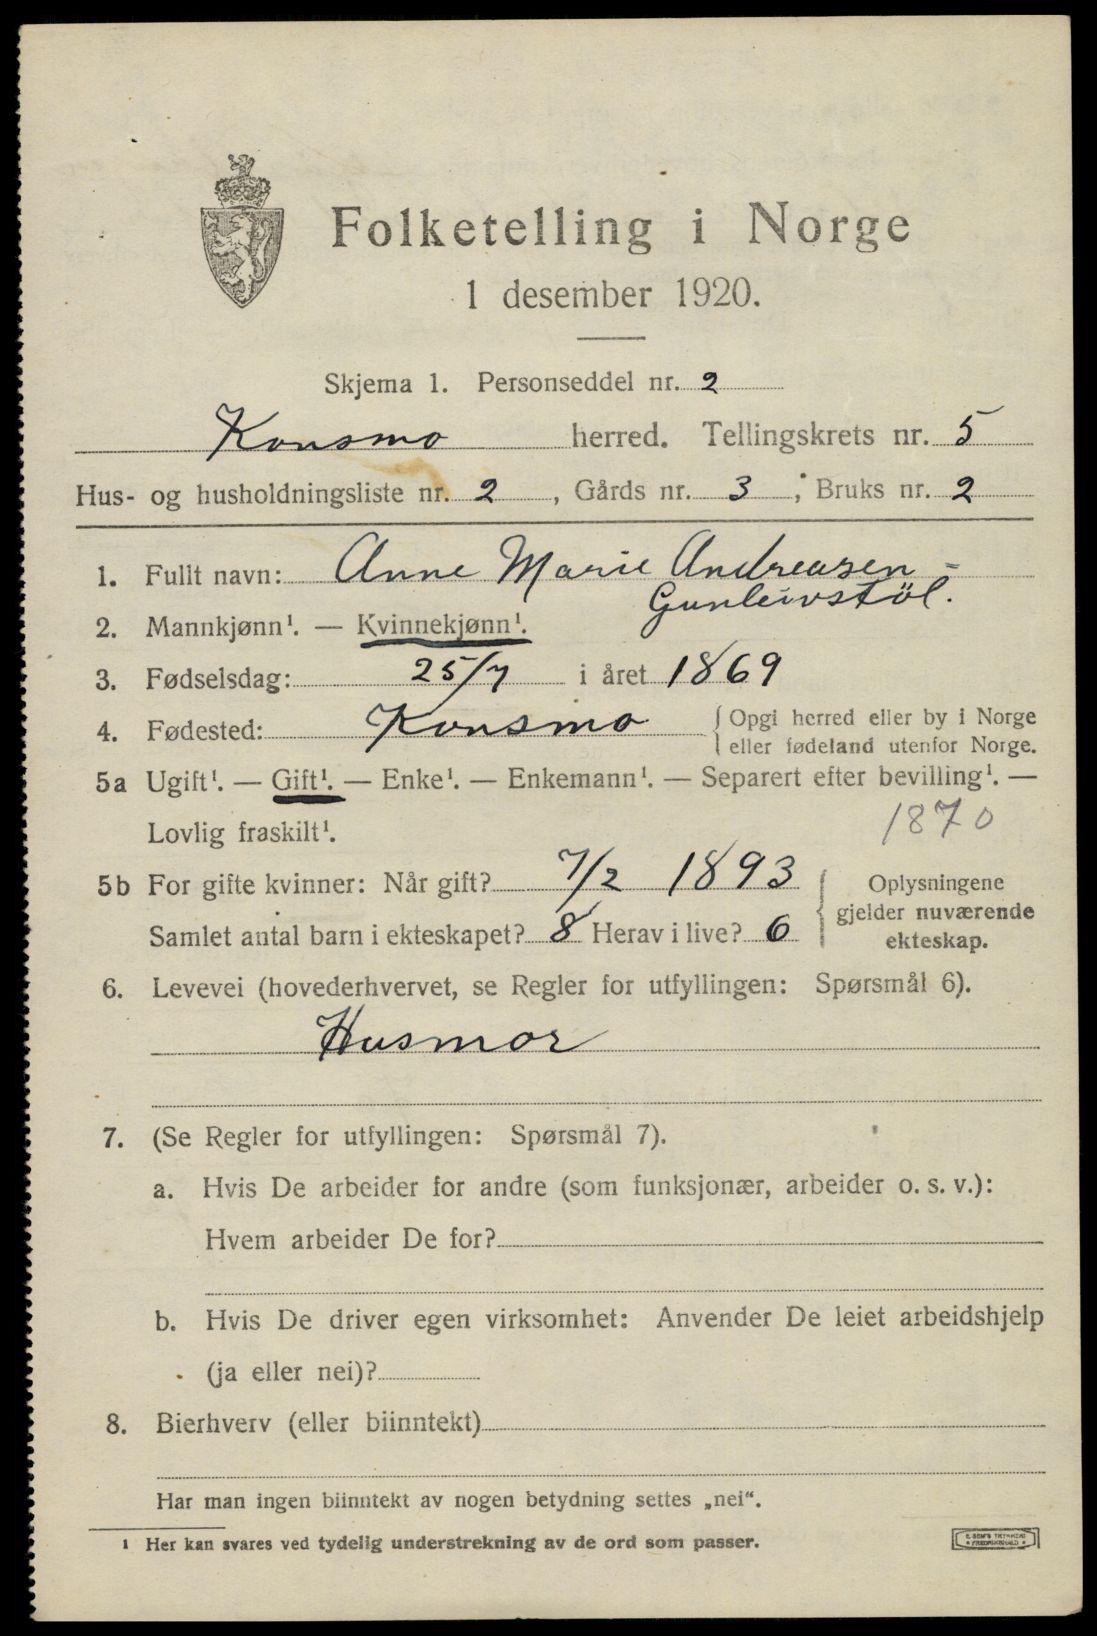 Folketelling i Norge
1 desember 1920.
Skjema 1. Personseddel nr. 2
Konsmo herred. Tellingskrets nr. 5
Hus- og husholdningsliste nr. 2, Gårds nr. 3, Bruks nr. 2
1. Fullt navn: Anne Marie Andreasen -
Gunleivstöl.
2. Mannkjønn¹. — Kvinnekjønn¹.
3. Fødselsdag: 25/7 i året 1869
4. Fødested: Konsmo { Opgi herred eller by i Norge
eller fødeland utenfor Norge.
5a Ugift¹. — Gift¹. — Enke¹. — Enkemann¹. — Separert efter bevilling¹. —
Lovlig fraskilt¹. 1870
5b For gifte kvinner: Når gift? 7/2 1893 { Oplysningene
gjelder nuværende
Samlet antal barn i ekteskapet? 8 Herav i live? 6 ekteskap.
6. Levevei (hovederhvervet, se Regler for utfyllingen: Spørsmål 6).
Husmor
7. (Se Regler for utfyllingen: Spørsmål 7).
a. Hvis De arbeider for andre (som funksjonær, arbeider o. s. v.):
Hvem arbeider De for?
b. Hvis De driver egen virksomhet: Anvender De leiet arbeidshjelp
(ja eller nei)?
8. Bierhverv (eller biinntekt)
Har man ingen biinntekt av nogen betydning settes „nei“.
¹ Her kan svares ved tydelig understrekning av de ord som passer.